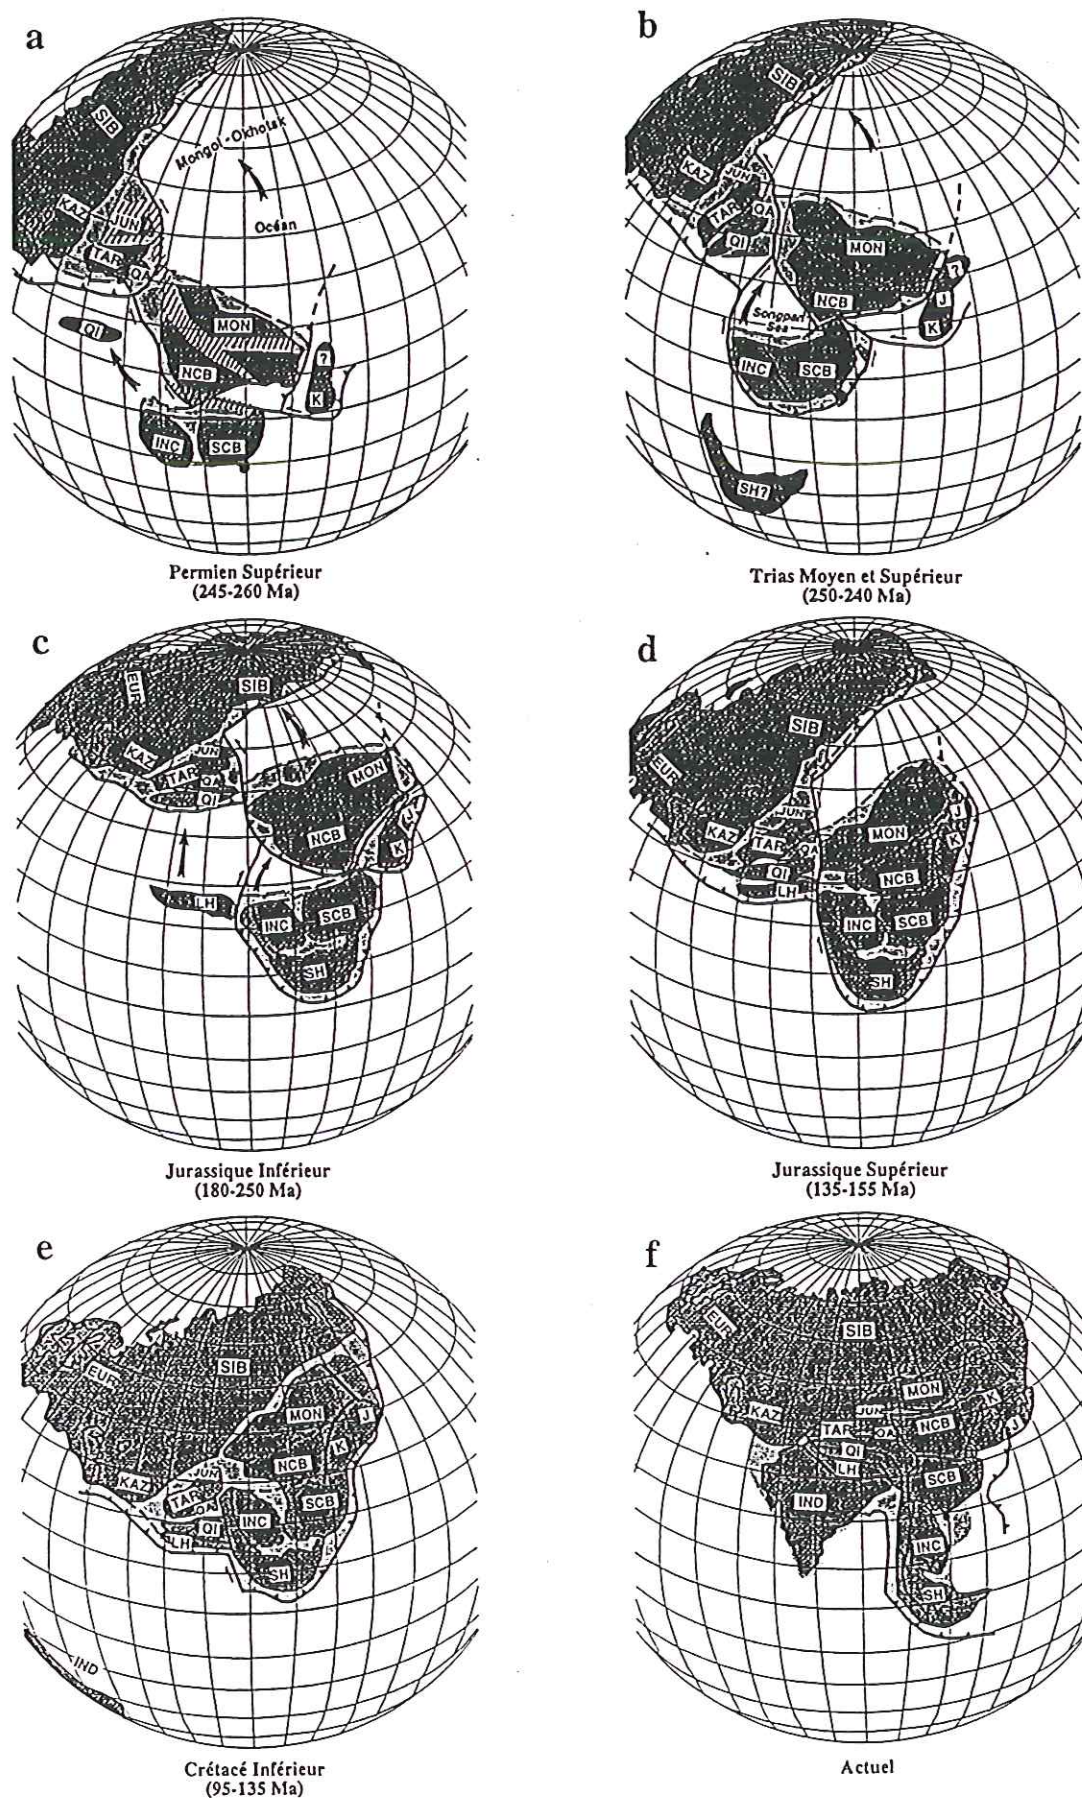 a
SIB
Mongol-Okhotsk
KAZ
JUN
Océan
TAR
QA
QI
MON
NCB
?
K
INC
SCB
Permien Supérieur
(245-260 Ma)
b
SIB
KAZ
JUN
TAR
QA
QI
MON
?
NCB
J
Songpan
Sea
K
INC
SCB
SH?
Trias Moyen et Supérieur
(250-240 Ma)
c
EUR
SIB
KAZ
JUN
TAR
QA
MON
QI
J
NCB
K
LH
INC
SCB
SH
Jurassique Inférieur
(180-250 Ma)
d
SIB
EUR
JUN
KAZ
TAR
QA
MON
J
K
QI
NCB
LH
INC
SCB
SH
Jurassique Supérieur
(135-155 Ma)
e
SIB
EUR
MON
J
K
JUN
NCB
KAZ
TAR
QA
SCB
QI
INC
LH
SH
IND
Crétacé Inférieur
(95-135 Ma)
f
EUR
SIB
MON
KAZ
JUN
K
TAR
QA
NCB
J
QI
LH
SCB
IND
INC
SH
Actuel